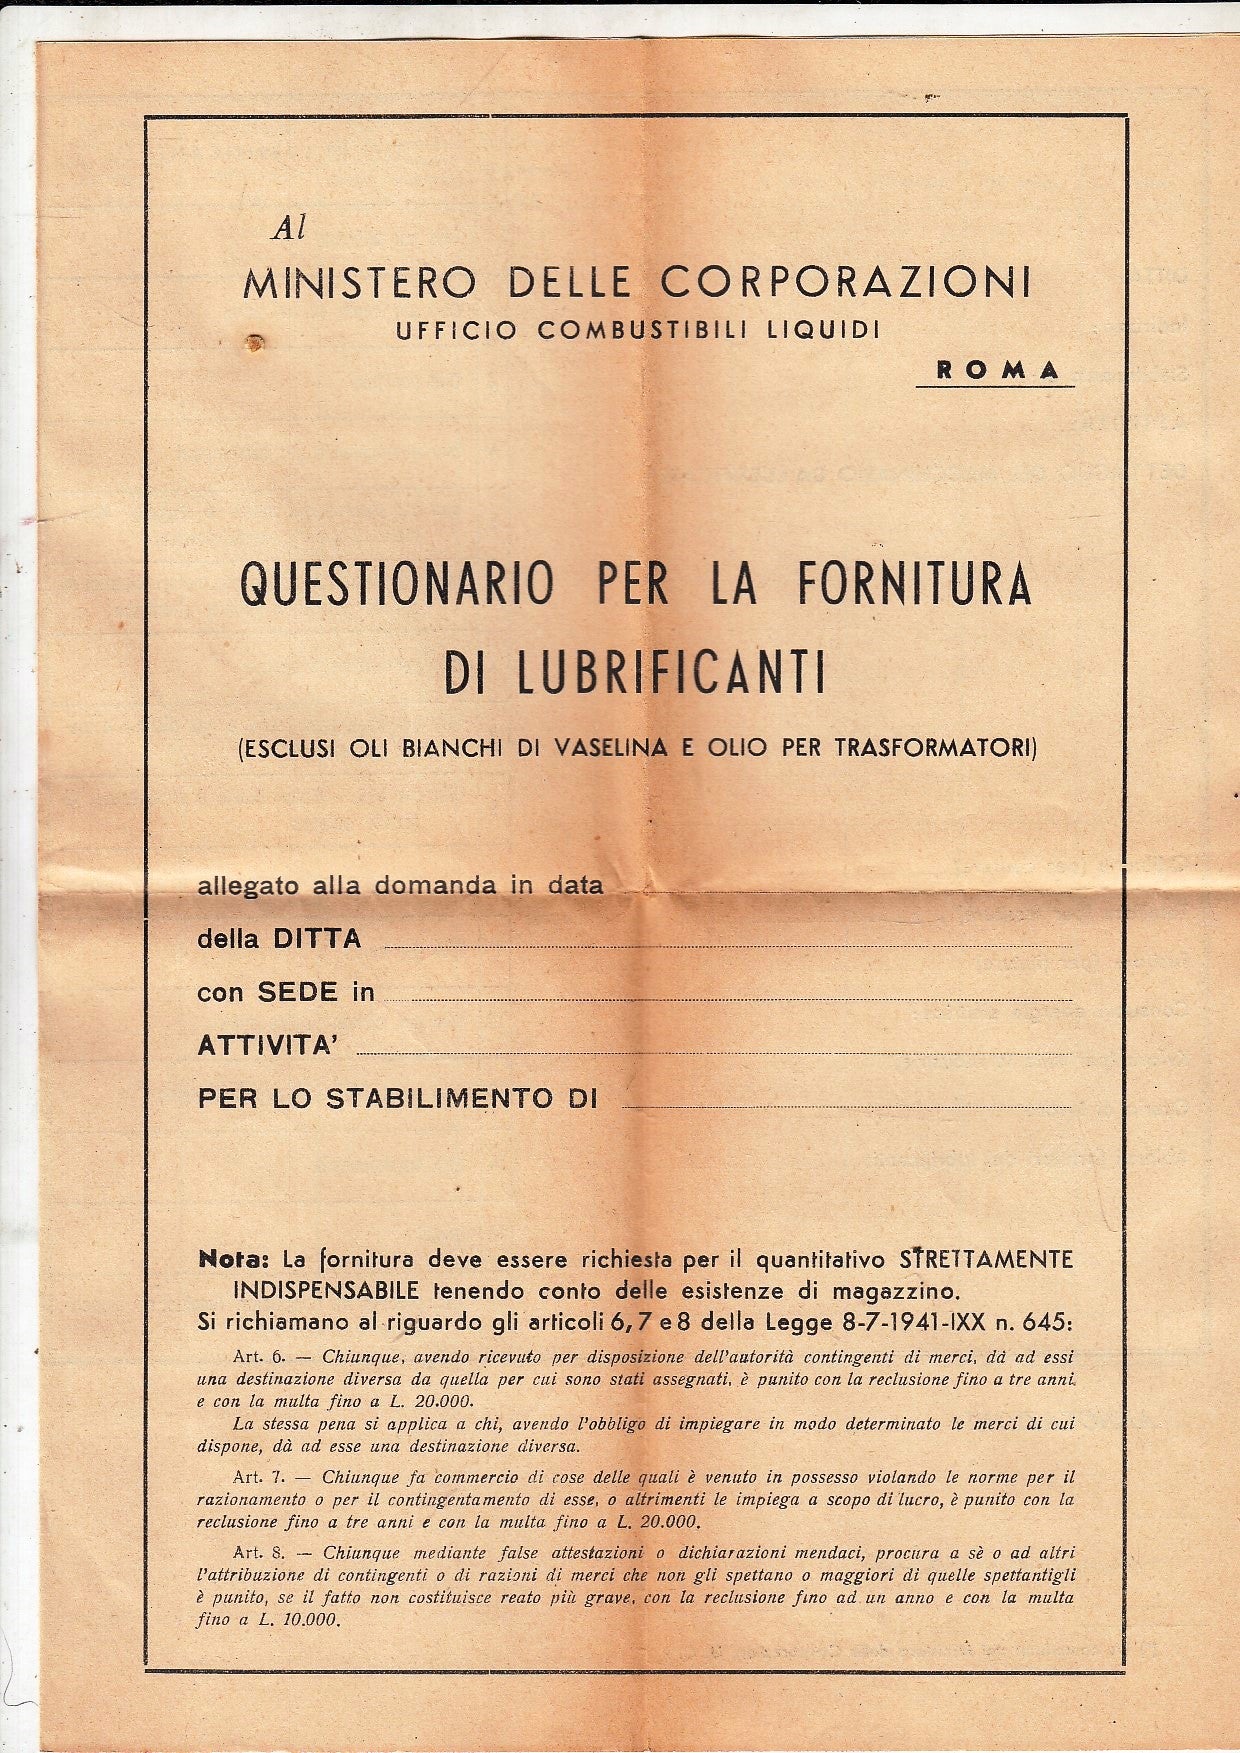 Al
MINISTERO DELLE CORPORAZIONI
UFFICIO COMBUSTIBILI LIQUIDI
ROMA
QUESTIONARIO PER LA FORNITURA
DI LUBRIFICANTI
(ESCLUSI OLI BIANCHI DI VASELINA E OLIO PER TRASFORMATORI)
allegato alla domanda in data
della DITTA
con SEDE in
ATTIVITA'
PER LO STABILIMENTO DI
Nota: La fornitura deve essere richiesta per il quantitativo STRETTAMENTE
INDISPENSABILE tenendo conto delle esistenze di magazzino.
Si richiamano al riguardo gli articoli 6, 7 e 8 della Legge 8-7-1941-IXX n. 645:
Art. 6. — Chiunque, avendo ricevuto per disposizione dell'autorità contingenti di merci, dà ad essi
una destinazione diversa da quella per cui sono stati assegnati, è punito con la reclusione fino a tre anni
e con la multa fino a L. 20.000.
La stessa pena si applica a chi, avendo l'obbligo di impiegare in modo determinato le merci di cui
dispone, dà ad esse una destinazione diversa.
Art. 7. — Chiunque fa commercio di cose delle quali è venuto in possesso violando le norme per il
razionamento o per il contingentamento di esse, o altrimenti le impiega a scopo di lucro, è punito con la
reclusione fino a tre anni e con la multa fino a L. 20.000.
Art. 8. — Chiunque mediante false attestazioni o dichiarazioni mendaci, procura a sè o ad altri
l'attribuzione di contingenti o di razioni di merci che non gli spettano o maggiori di quelle spettantigli
è punito, se il fatto non costituisce reato più grave, con la reclusione fino ad un anno e con la multa
fino a L. 10.000.